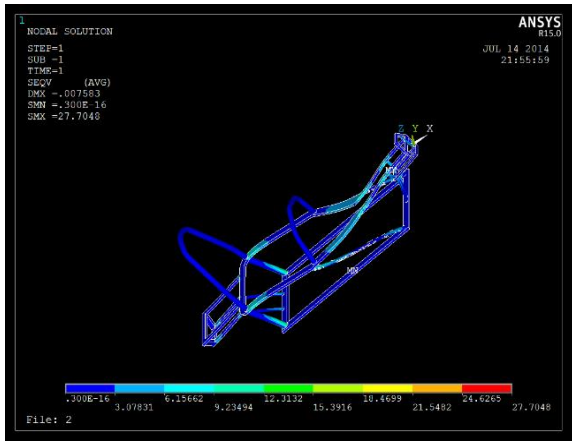 1
NODAL SOLUTION
STEP=1
SUB =1
TIME=1
SEQV (AVG)
DMX =.007583
SMN =.300E-16
SMX =27.7048
ANSYS
R15.0
JUL 14 2014
21:55:59
Z Y X
MX
MN
.300E-16 6.15662 12.3132 18.4699 24.6265
3.07831 9.23494 15.3916 21.5482 27.7048
File: 2